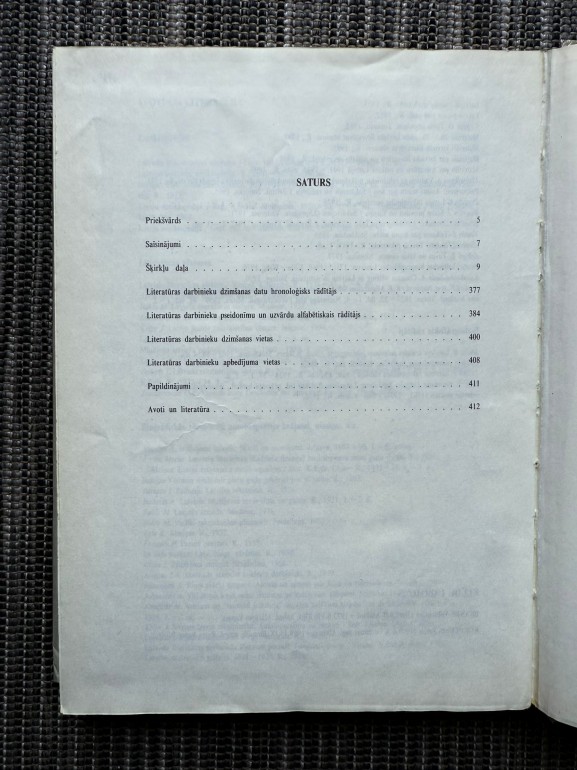 SATURS
Priekšvārds . . . . . . . . . . . . . . . . . . . . . . . . . . . . . . 5
Saīsinājumi . . . . . . . . . . . . . . . . . . . . . . . . . . . . . . 7
Šķirkļu daļa . . . . . . . . . . . . . . . . . . . . . . . . . . . . . . 9
Literatūras darbinieku dzimšanas datu hronoloģisks rādītājs . . . . . . . . . . . . . . 377
Literatūras darbinieku pseidonīmu un uzvārdu alfabētiskais rādītājs . . . . . . . . . . . 384
Literatūras darbinieku dzimšanas vietas . . . . . . . . . . . . . . . . . . . . . 400
Literatūras darbinieku apbedījuma vietas . . . . . . . . . . . . . . . . . . . . 408
Papildinājumi . . . . . . . . . . . . . . . . . . . . . . . . . . . . . 411
Avoti un literatūra . . . . . . . . . . . . . . . . . . . . . . . . . . . 412